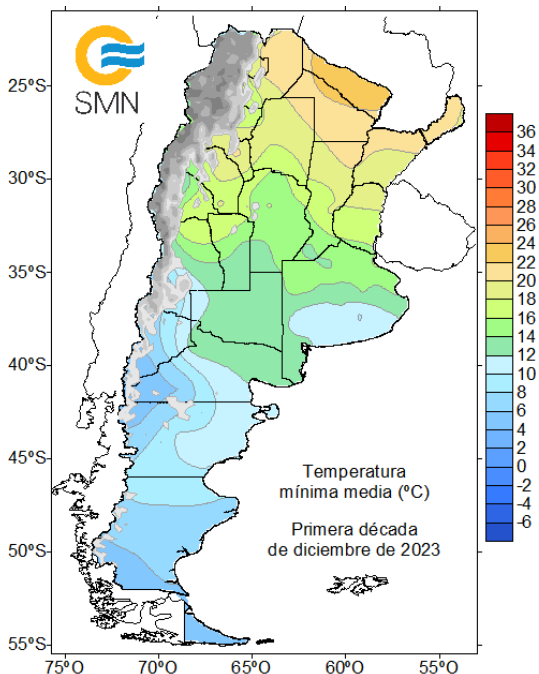 SMN
25ºS
30ºS
35ºS
40ºS
45ºS
50ºS
55ºS
75ºO
70ºO
65ºO
60ºO
55ºO
36
34
32
30
28
26
24
22
20
18
16
14
12
10
8
6
4
2
0
-2
-4
-6
Temperatura
mínima media (ºC)
Primera década
de diciembre de 2023